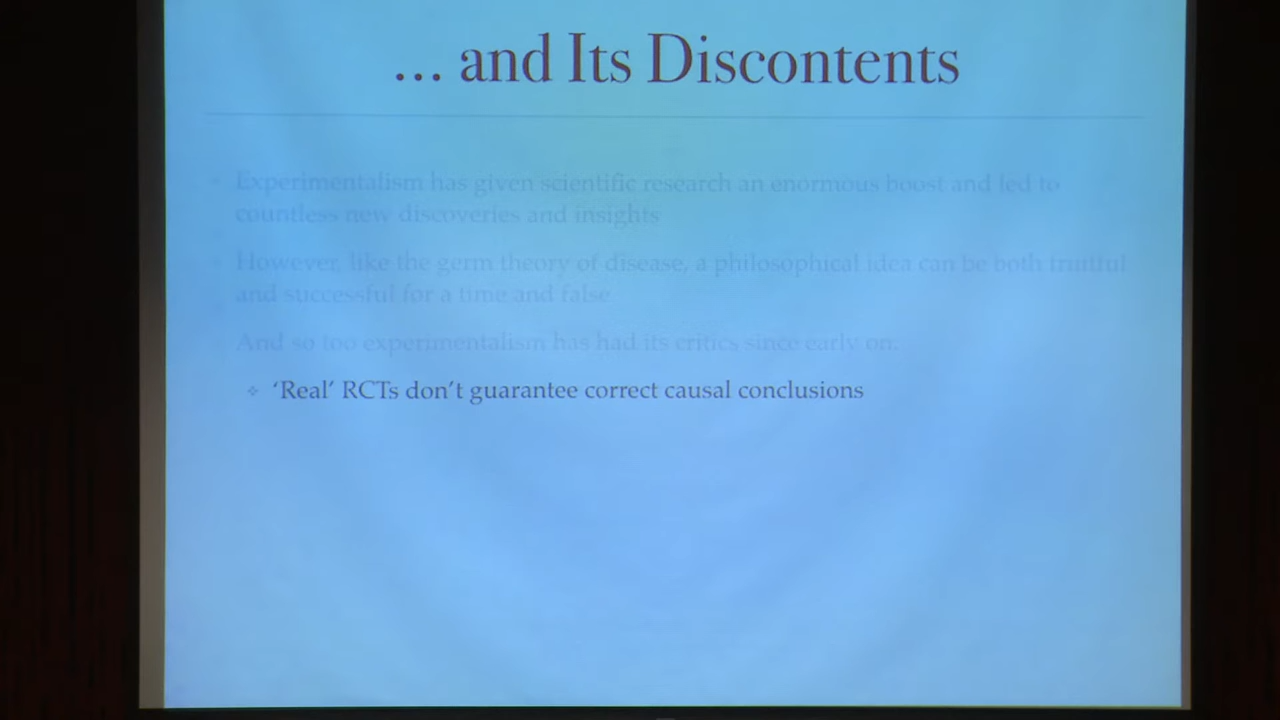 ... and Its Discontents
Experimentalism has given scientific research an enormous boost and led to
countless new discoveries and insights
However, like the germ theory of disease, a philosophical idea can be both fruitful
and successful for a time and false
And so too experimentalism has had its critics since early on.
‘Real’ RCTs don’t guarantee correct causal conclusions